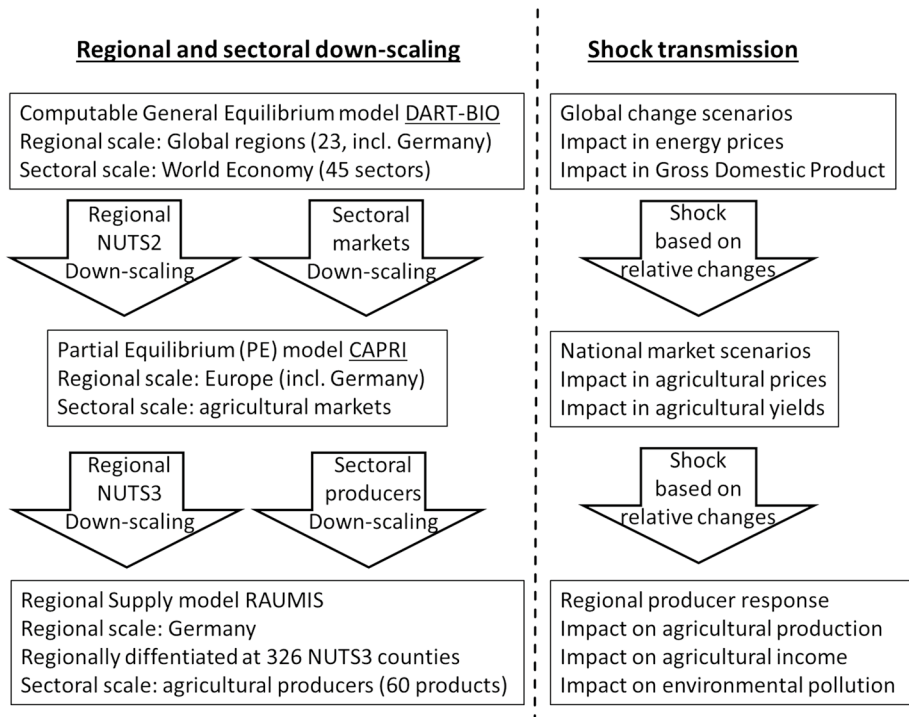 Regional and sectoral down-scaling
Computable General Equilibrium model DART-BIO
Regional scale: Global regions (23, incl. Germany)
Sectoral scale: World Economy (45 sectors)
Regional
NUTS2
Down-scaling
Sectoral
markets
Down-scaling
Partial Equilibrium (PE) model CAPRI
Regional scale: Europe (incl. Germany)
Sectoral scale: agricultural markets
Regional
NUTS3
Down-scaling
Sectoral
producers
Down-scaling
Regional Supply model RAUMIS
Regional scale: Germany
Regionally diffentiated at 326 NUTS3 counties
Sectoral scale: agricultural producers (60 products)
Shock transmission
Global change scenarios
Impact in energy prices
Impact in Gross Domestic Product
Shock
based on
relative changes
National market scenarios
Impact in agricultural prices
Impact in agricultural yields
Shock
based on
relative changes
Regional producer response
Impact on agricultural production
Impact on agricultural income
Impact on environmental pollution